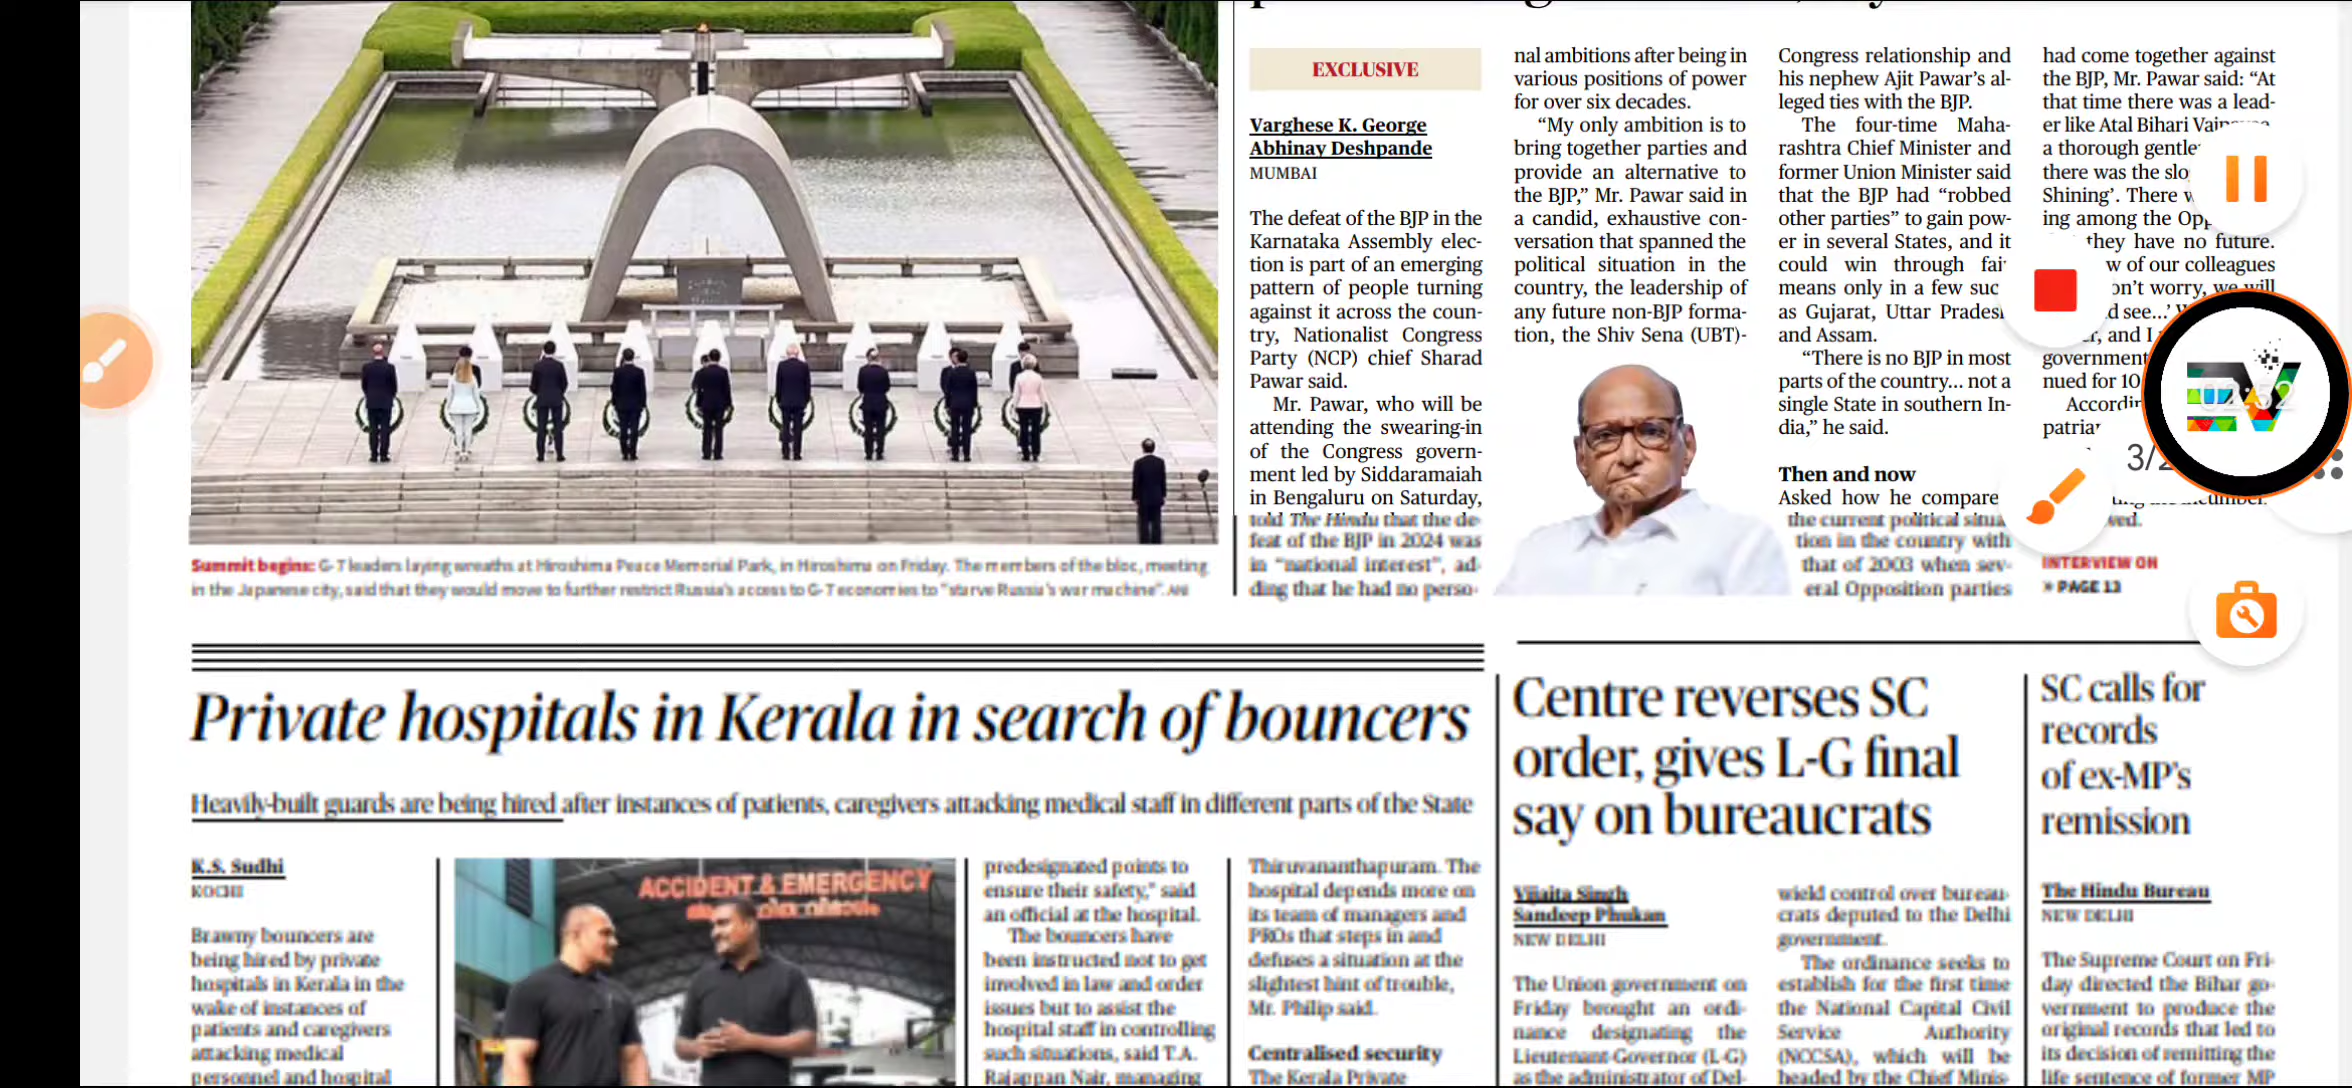 EXCLUSIVE
Varghese K. George
Abhinay Deshpande
MUMBAI
The defeat of the BJP in the
Karnataka Assembly elec-
tion is part of an emerging
pattern of people turning
against it across the coun-
try, Nationalist Congress
Party (NCP) chief Sharad
Pawar said.
Mr. Pawar, who will be
attending the swearing-in
of the Congress govern-
ment led by Siddaramaiah
in Bengaluru on Saturday,
told The Hindu that the de-
feat of the BJP in 2024 was
in “national interest”, ad-
ding that he had no perso-
nal ambitions after being in
various positions of power
for over six decades.
“My only ambition is to
bring together parties and
provide an alternative to
the BJP,” Mr. Pawar said in
a candid, exhaustive con-
versation that spanned the
political situation in the
country, the leadership of
any future non-BJP forma-
tion, the Shiv Sena (UBT)-
Congress relationship and
his nephew Ajit Pawar’s al-
leged ties with the BJP.
The four-time Maha-
rashtra Chief Minister and
former Union Minister said
that the BJP had “robbed
other parties” to gain pow-
er in several States, and it
could win through fair
means only in a few suc
as Gujarat, Uttar Pradesh
and Assam.
“There is no BJP in most
parts of the country... not a
single State in southern In-
dia,” he said.
Then and now
Asked how he compare
the current political situa
tion in the country with
that of 2003 when sev-
eral Opposition parties
had come together against
the BJP, Mr. Pawar said: “At
that time there was a lead-
er like Atal Bihari
a thorough
there was the
Shining’. There
ing among the
they have no future.
of our colleagues
on’t worry, we will
see...’
and I
government
nued for 10
INTERVIEW ON
» PAGE 13
02:52
3/2
Summit begins: G-7 leaders laying wreaths at Hiroshima Peace Memorial Park, in Hiroshima on Friday. The members of the bloc, meeting
in the Japanese city, said that they would move to further restrict Russia’s access to G-7 economies to “starve Russia’s war machine”. AFP
Private hospitals in Kerala in search of bouncers
Heavily-built guards are being hired after instances of patients, caregivers attacking medical staff in different parts of the State
K.S. Sudhi
KOCHI
Brawny bouncers are
being hired by private
hospitals in Kerala in the
wake of instances of
patients and caregivers
attacking medical
personnel and hospital
ACCIDENT & EMERGENCY
predesignated points to
ensure their safety,” said
an official at the hospital.
The bouncers have
been instructed not to get
involved in law and order
issues but to assist the
hospital staff in controlling
such situations, said T.A.
Rajappan Nair, managing
Thiruvananthapuram. The
hospital depends more on
its team of managers and
PROs that steps in and
defuses a situation at the
slightest hint of trouble,
Mr. Philip said.
Centralised security
The Kerala Private
Centre reverses SC
order, gives L-G final
say on bureaucrats
Vijaita Singh
Sandeep Phukan
NEW DELHI
The Union government on
Friday brought an ordi-
nance designating the
Lieutenant-Governor (L-G)
as the administrator of Del-
wield control over bureau-
crats deputed to the Delhi
government.
The ordinance seeks to
establish for the first time
the National Capital Civil
Service Authority
(NCCSA), which will be
headed by the Chief Minis-
SC calls for
records
of ex-MP’s
remission
The Hindu Bureau
NEW DELHI
The Supreme Court on Fri-
day directed the Bihar go-
vernment to produce the
original records that led to
its decision of remitting the
life sentence of former MP